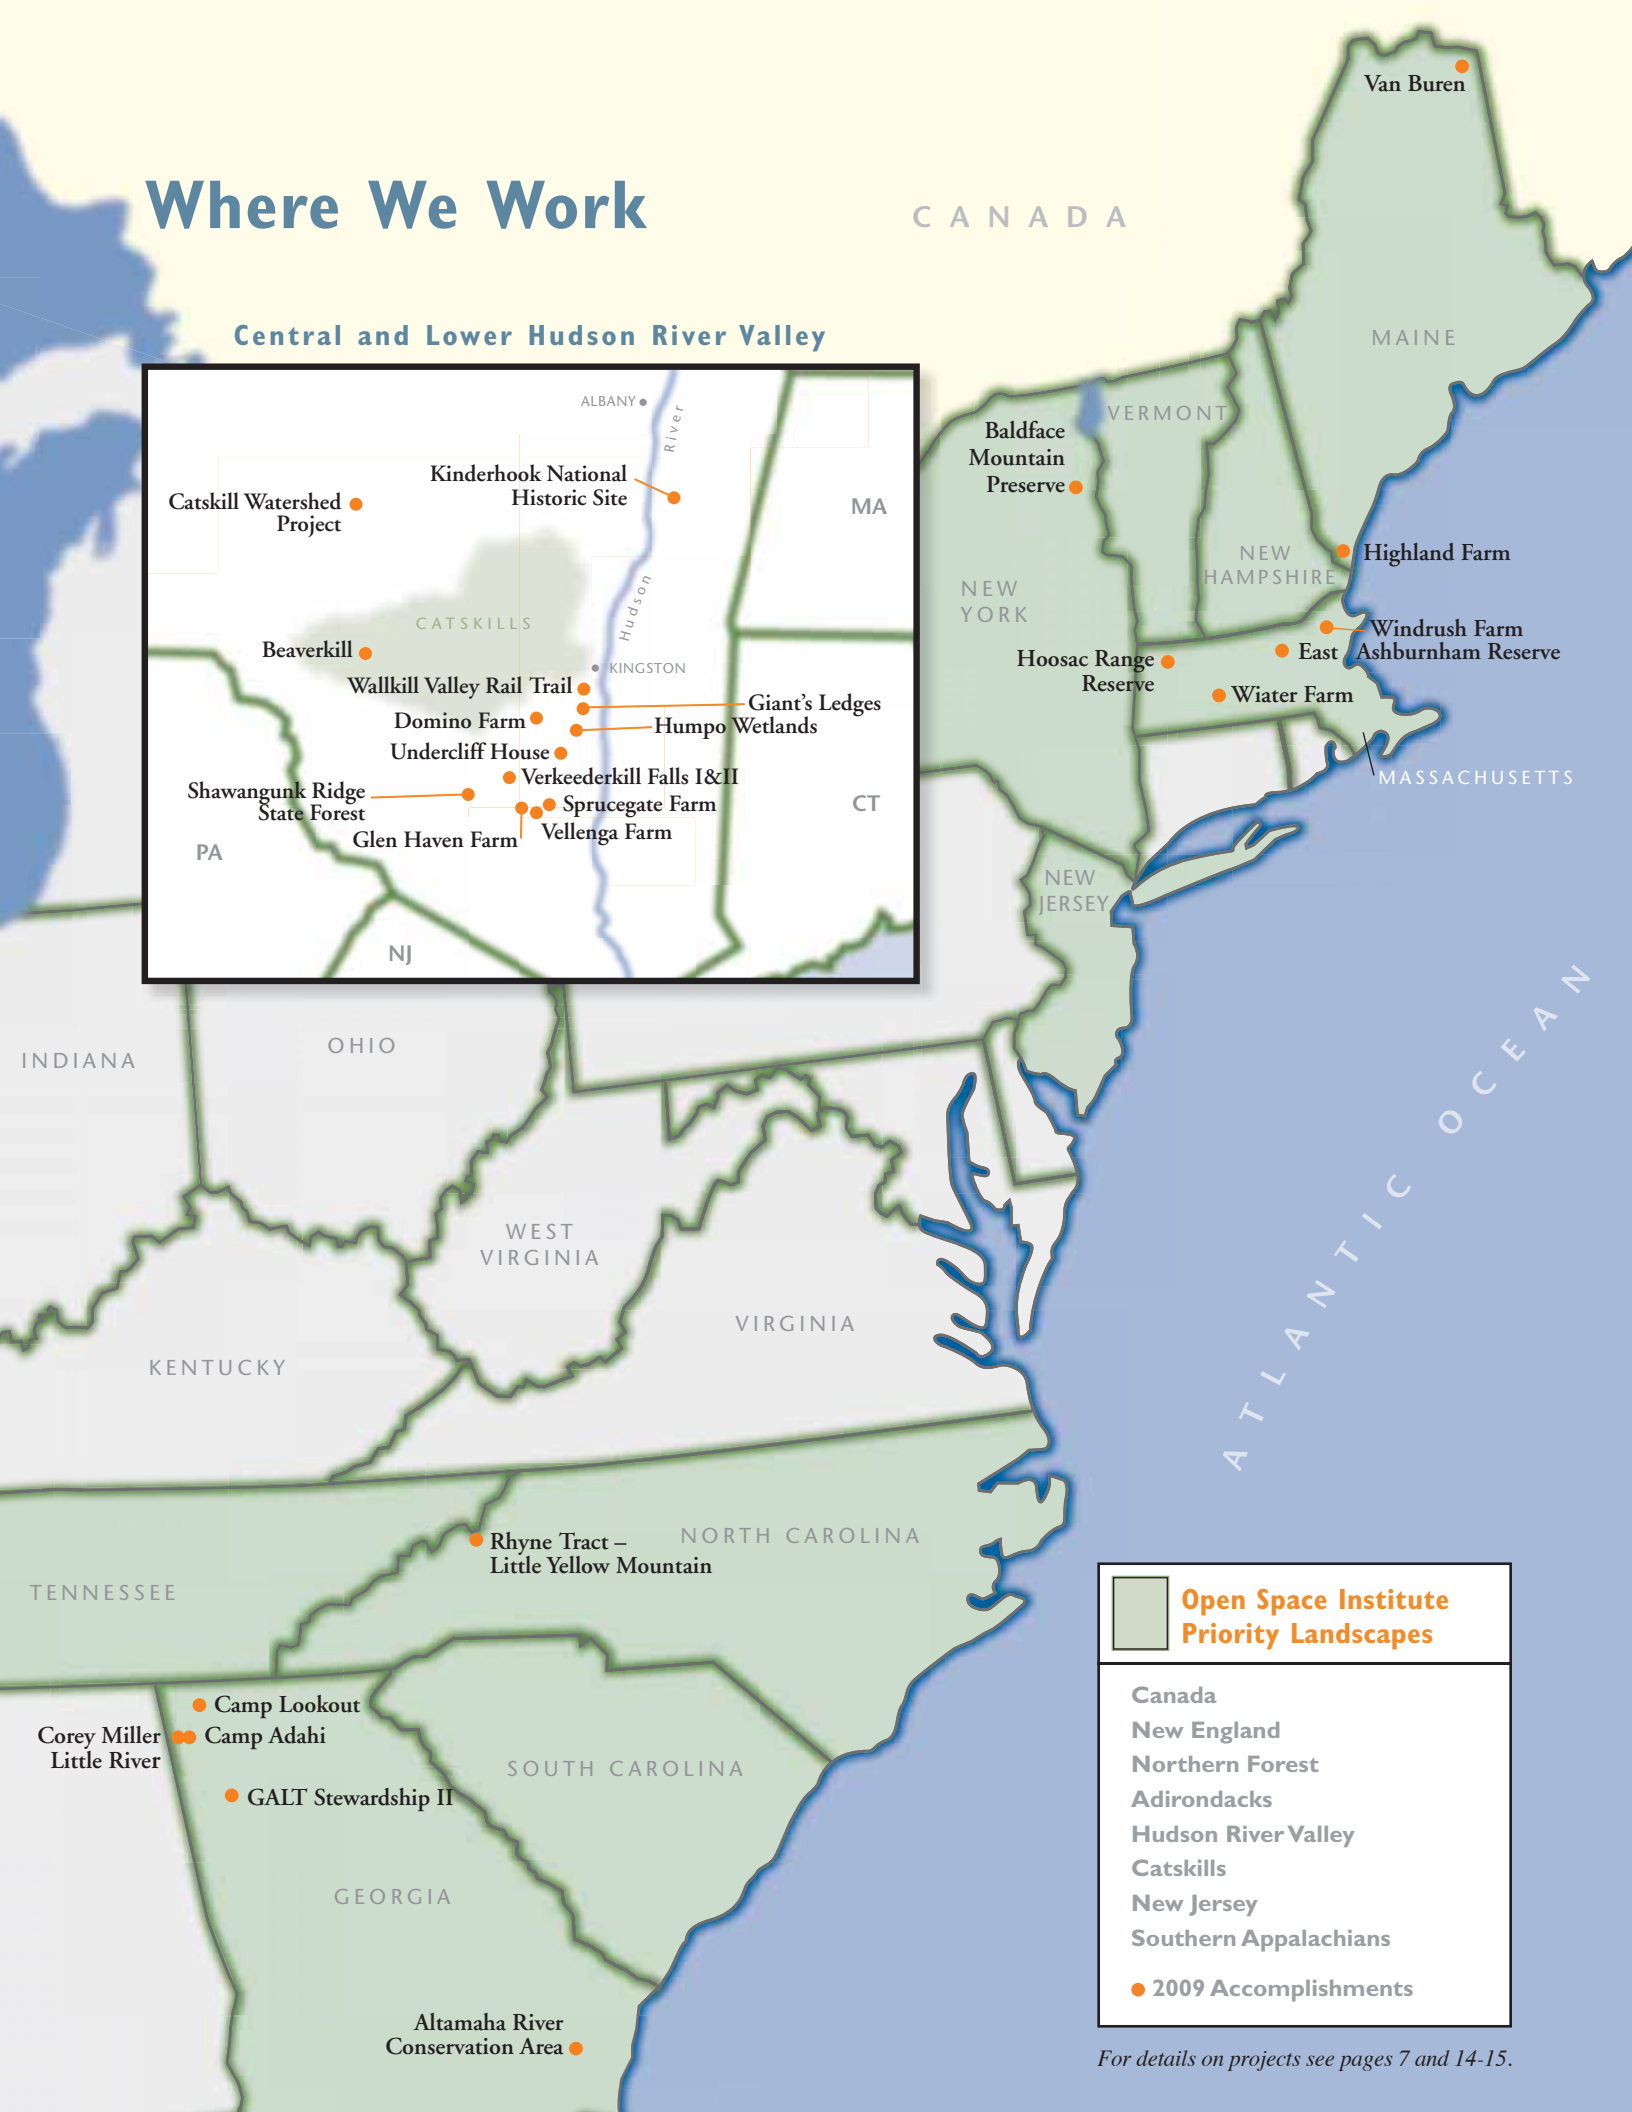 Where We Work
CANADA
Van Buren
MAINE
Central and Lower Hudson River Valley
ALBANY
River
Kinderhook National
Historic Site
Catskill Watershed
Project
MA
CATSKILLS
Hudson
Beaverkill
KINGSTON
Wallkill Valley Rail Trail
Giant's Ledges
Domino Farm
Humpo Wetlands
Undercliff House
Verkeederkill Falls I&II
Shawangunk Ridge
State Forest
Sprucegate Farm
Vellenga Farm
Glen Haven Farm
CT
PA
NJ
VERMONT
Baldface
Mountain
Preserve
NEW
YORK
NEW
HAMPSHIRE
Highland Farm
Windrush Farm
East Ashburnham Reserve
Hoosac Range
Reserve
Wiater Farm
MASSACHUSETTS
NEW
JERSEY
ATLANTIC OCEAN
INDIANA
OHIO
WEST
VIRGINIA
VIRGINIA
KENTUCKY
NORTH CAROLINA
Rhyne Tract –
Little Yellow Mountain
TENNESSEE
Camp Lookout
Corey Miller
Little River
Camp Adahi
GALT Stewardship II
SOUTH CAROLINA
GEORGIA
Altamaha River
Conservation Area
Open Space Institute
Priority Landscapes
Canada
New England
Northern Forest
Adirondacks
Hudson River Valley
Catskills
New Jersey
Southern Appalachians
2009 Accomplishments
For details on projects see pages 7 and 14-15.